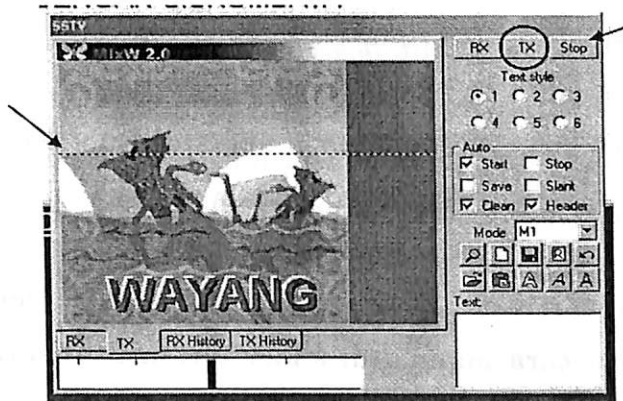 SSTV
MixW 2.0
WAYANG
RX TX RX History TX History
RX TX Stop
Text style
1 2 3
4 5 6
Auto
Start Stop
Save Slant
Clean Header
Mode M1
A A A
Text: